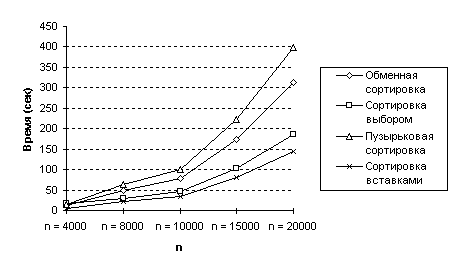 450
400
350
300
250
200
150
100
50
0
Время (сек)
n = 4000 n = 8000 n = 10000 n = 15000 n = 20000
n
Обменная
сортировка
Сортировка
выбором
Пузырьковая
сортировка
Сортировка
вставками